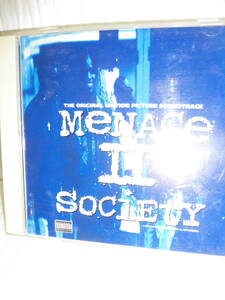 THE ORIGINAL MOTION PICTURE SOUNDTRACK
MeNACe
II
SOCIeTY